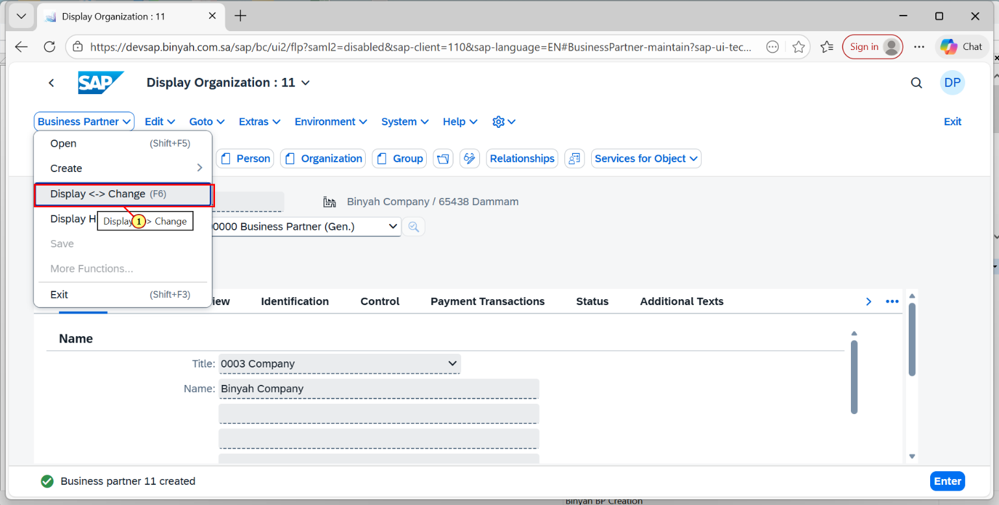 Display Organization : 11
https://devsap.binyah.com.sa/sap/bc/ui2/flp?saml2=disabled&sap-client=110&sap-language=EN#BusinessPartner-maintain?sap-ui-tec...
Sign in
Chat
SAP
Display Organization : 11
DP
Business Partner
Edit
Goto
Extras
Environment
System
Help
Exit
Open (Shift+F5)
Create
Display <-> Change (F6)
Display H
Display
1
> Change
Save
More Functions...
Exit (Shift+F3)
Person
Organization
Group
Relationships
Services for Object
Binyah Company / 65438 Dammam
0000 Business Partner (Gen.)
iew
Identification
Control
Payment Transactions
Status
Additional Texts
Name
Title: 0003 Company
Name: Binyah Company
Business partner 11 created
Enter
Binyah BP Creation